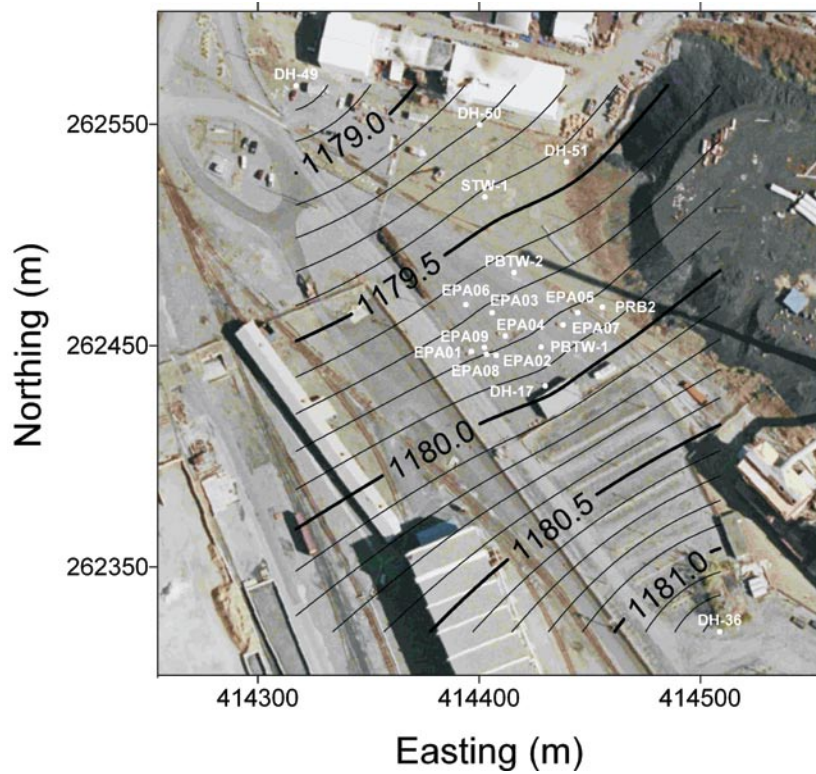 DH-49
262550
1179.0
DH-50
DH-51
STW-1
1179.5
PBTW-2
EPA06
EPA03
EPA05
PRB2
EPA04
EPA07
EPA09
PBTW-1
262450
EPA01
EPA02
EPA08
DH-17
1180.0
1180.5
262350
1181.0
DH-36
Northing (m)
414300
414400
414500
Easting (m)